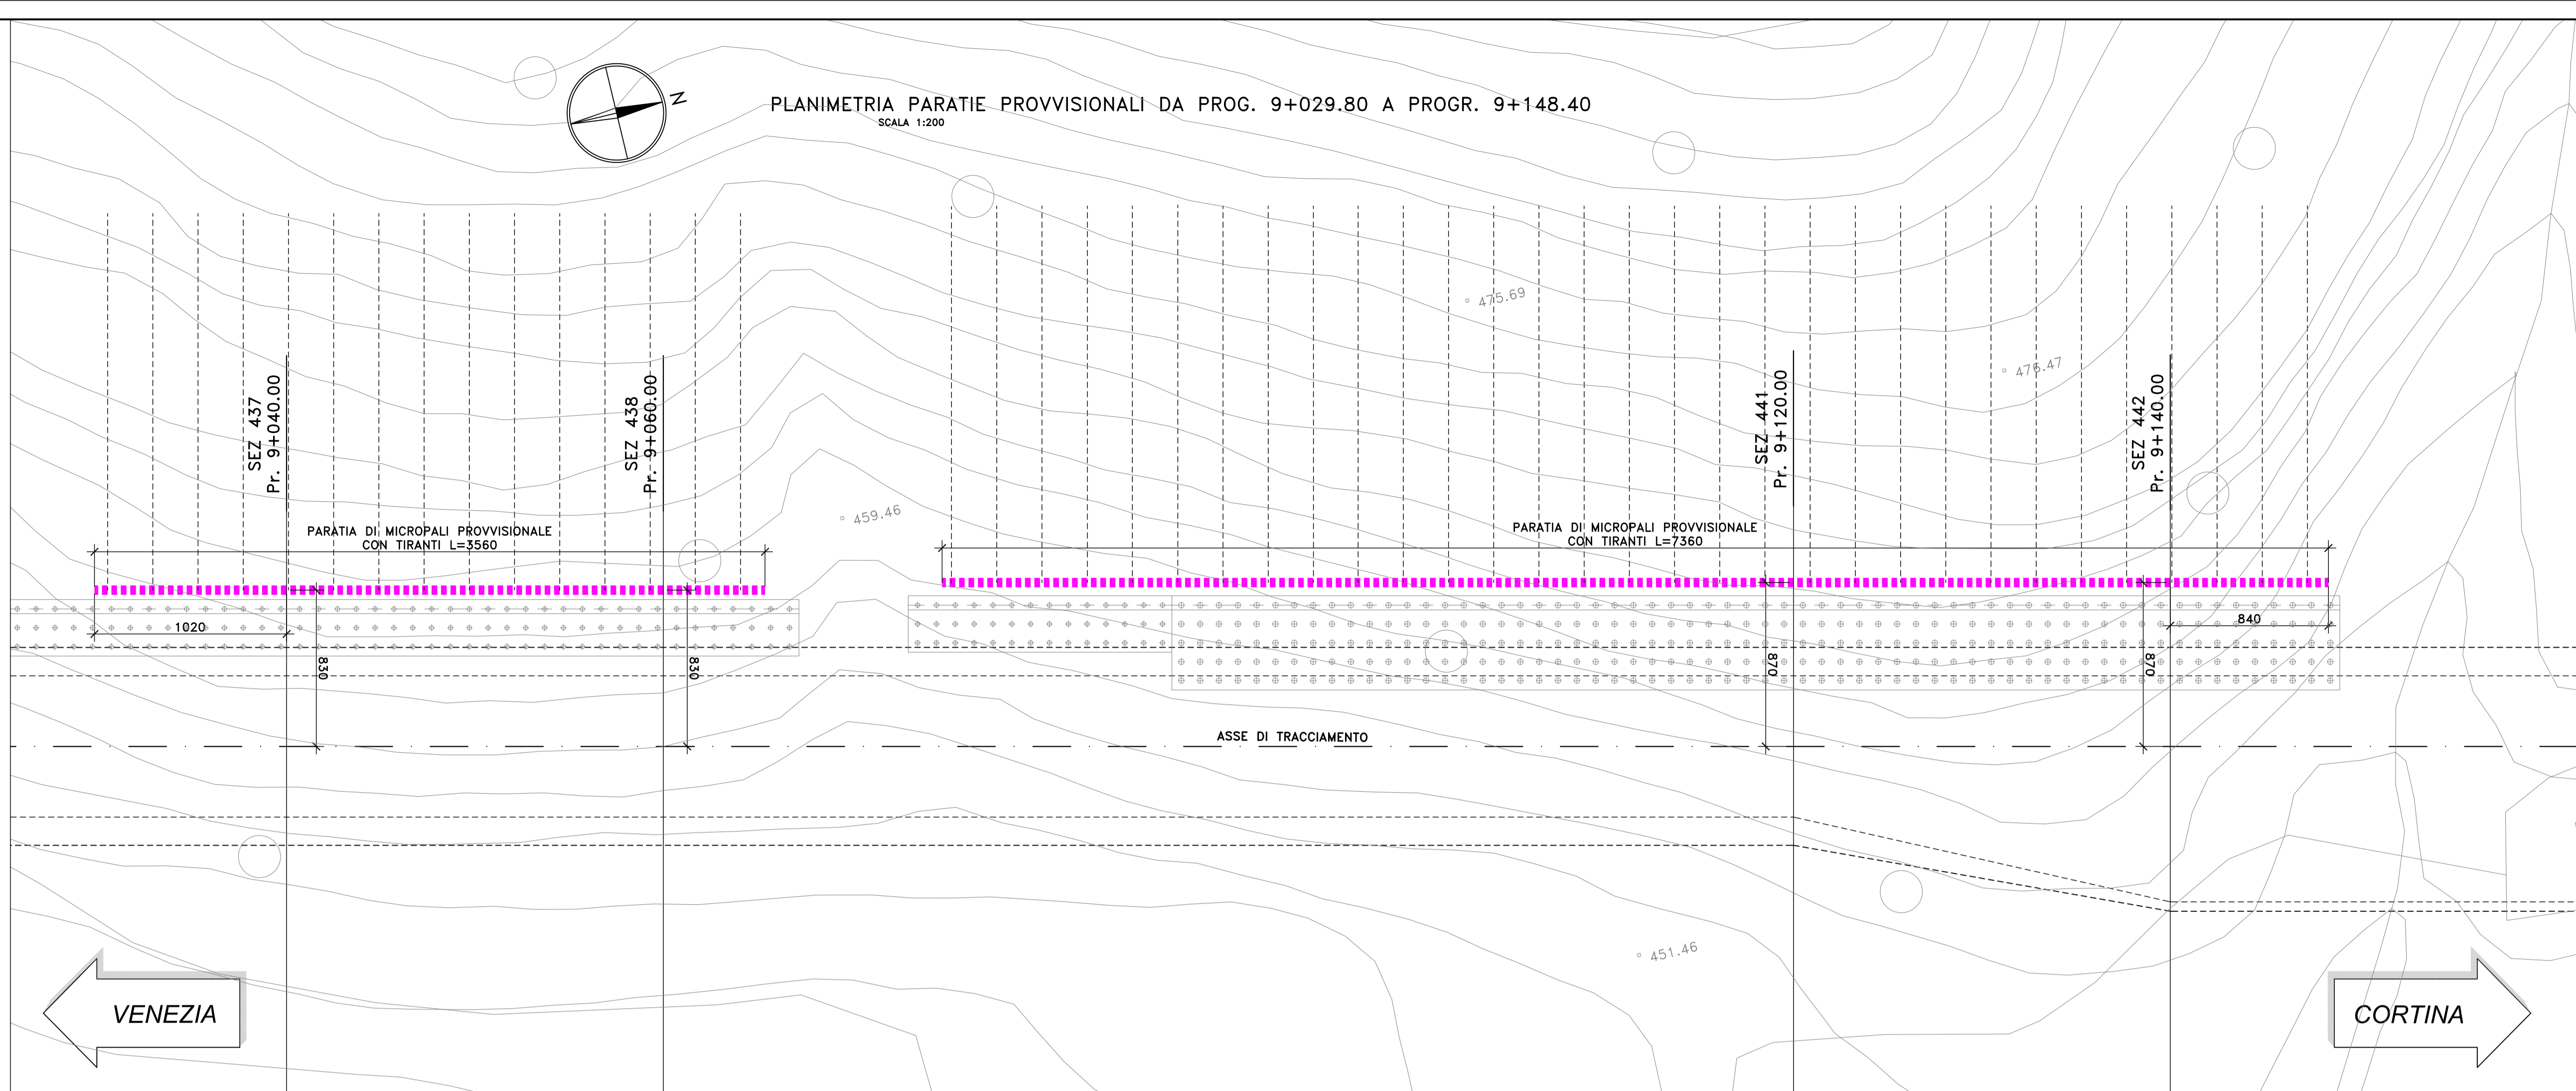 PLANIMETRIA PARATIE PROVVISIONALI DA PROG. 9+029.80 A PROGR. 9+148.40
SCALA 1:200
N
475.69
476.47
459.46
451.46
SEZ 437
Pr. 9+040.00
SEZ 438
Pr. 9+060.00
SEZ 441
Pr. 9+120.00
SEZ 442
Pr. 9+140.00
PARATIA DI MICROPALI PROVVISIONALE
CON TIRANTI L=3560
PARATIA DI MICROPALI PROVVISIONALE
CON TIRANTI L=7360
1020
840
830
830
870
870
ASSE DI TRACCIAMENTO
VENEZIA
CORTINA